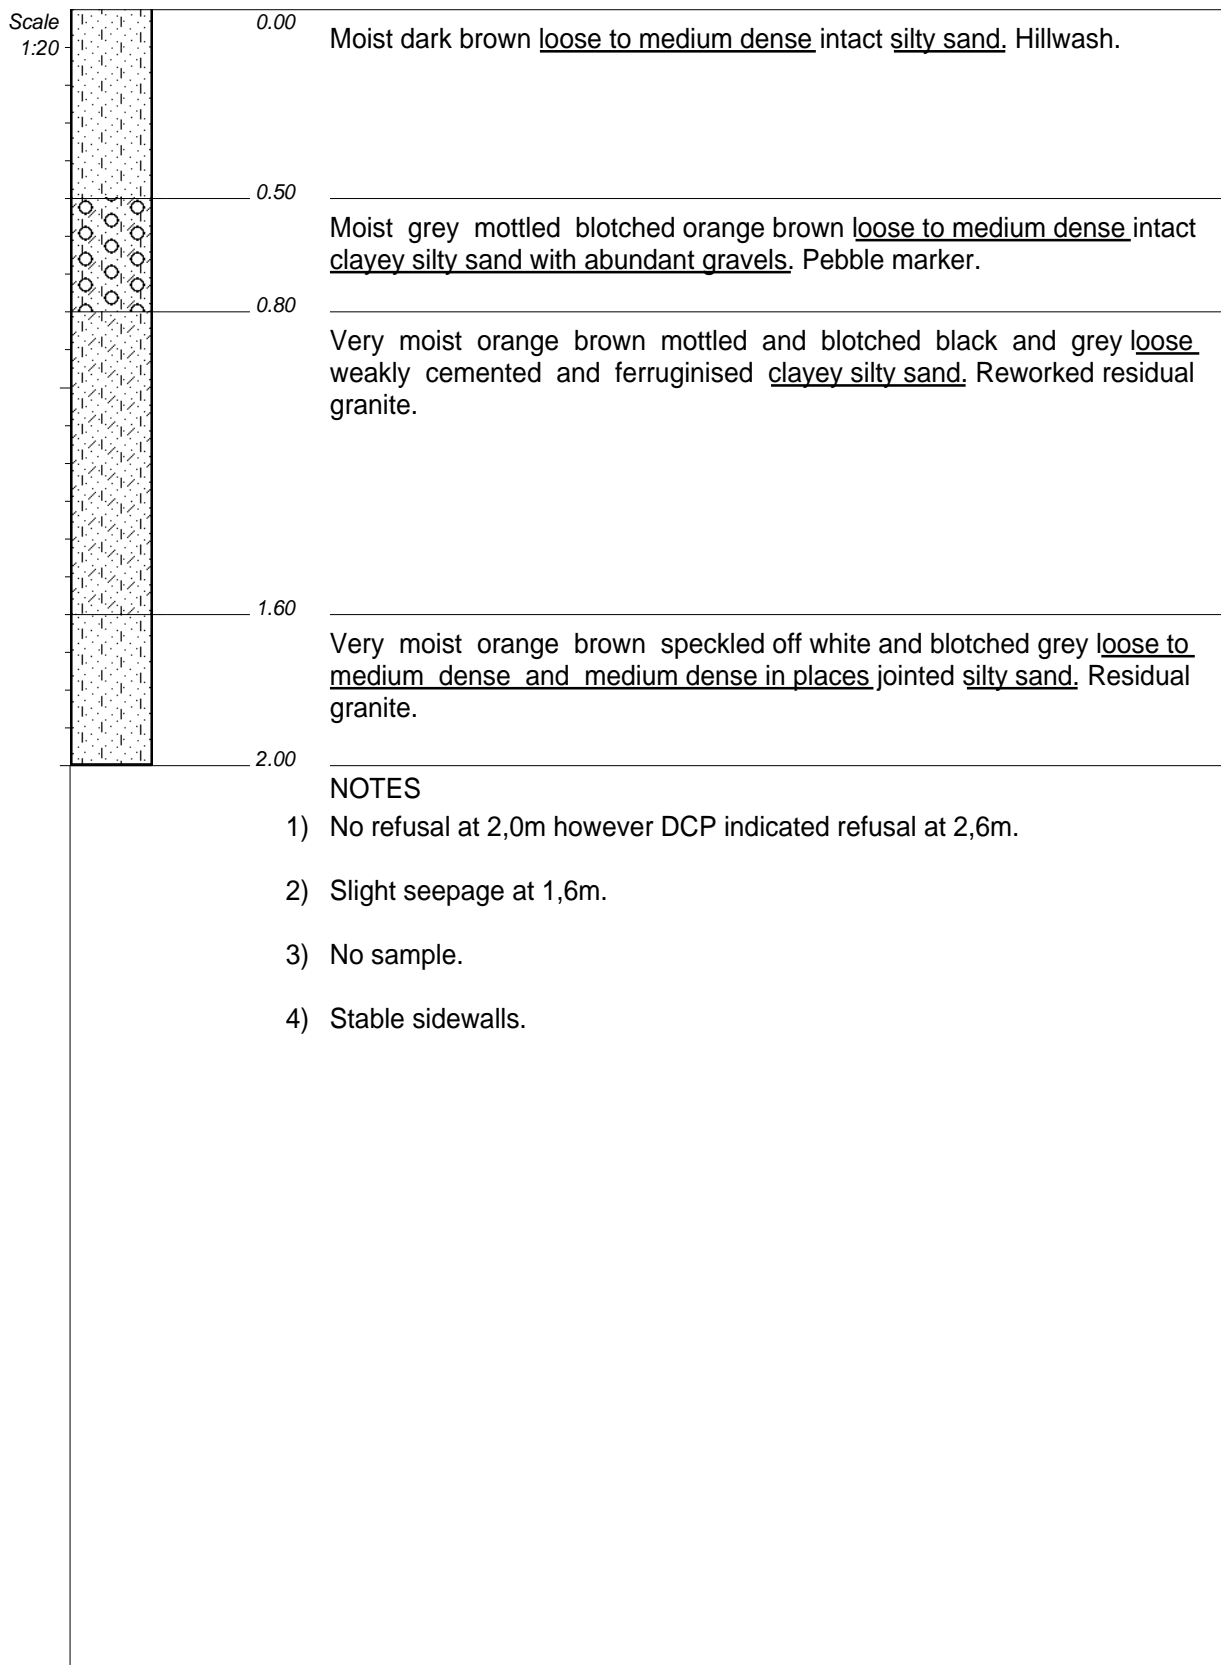 Scale
1:20
0.00
Moist dark brown loose to medium dense intact silty sand. Hillwash.
0.50
Moist grey mottled blotched orange brown loose to medium dense intact
clayey silty sand with abundant gravels. Pebble marker.
0.80
Very moist orange brown mottled and blotched black and grey loose
weakly cemented and ferruginised clayey silty sand. Reworked residual
granite.
1.60
Very moist orange brown speckled off white and blotched grey loose to
medium dense and medium dense in places jointed silty sand. Residual
granite.
2.00
NOTES
1) No refusal at 2,0m however DCP indicated refusal at 2,6m.
2) Slight seepage at 1,6m.
3) No sample.
4) Stable sidewalls.